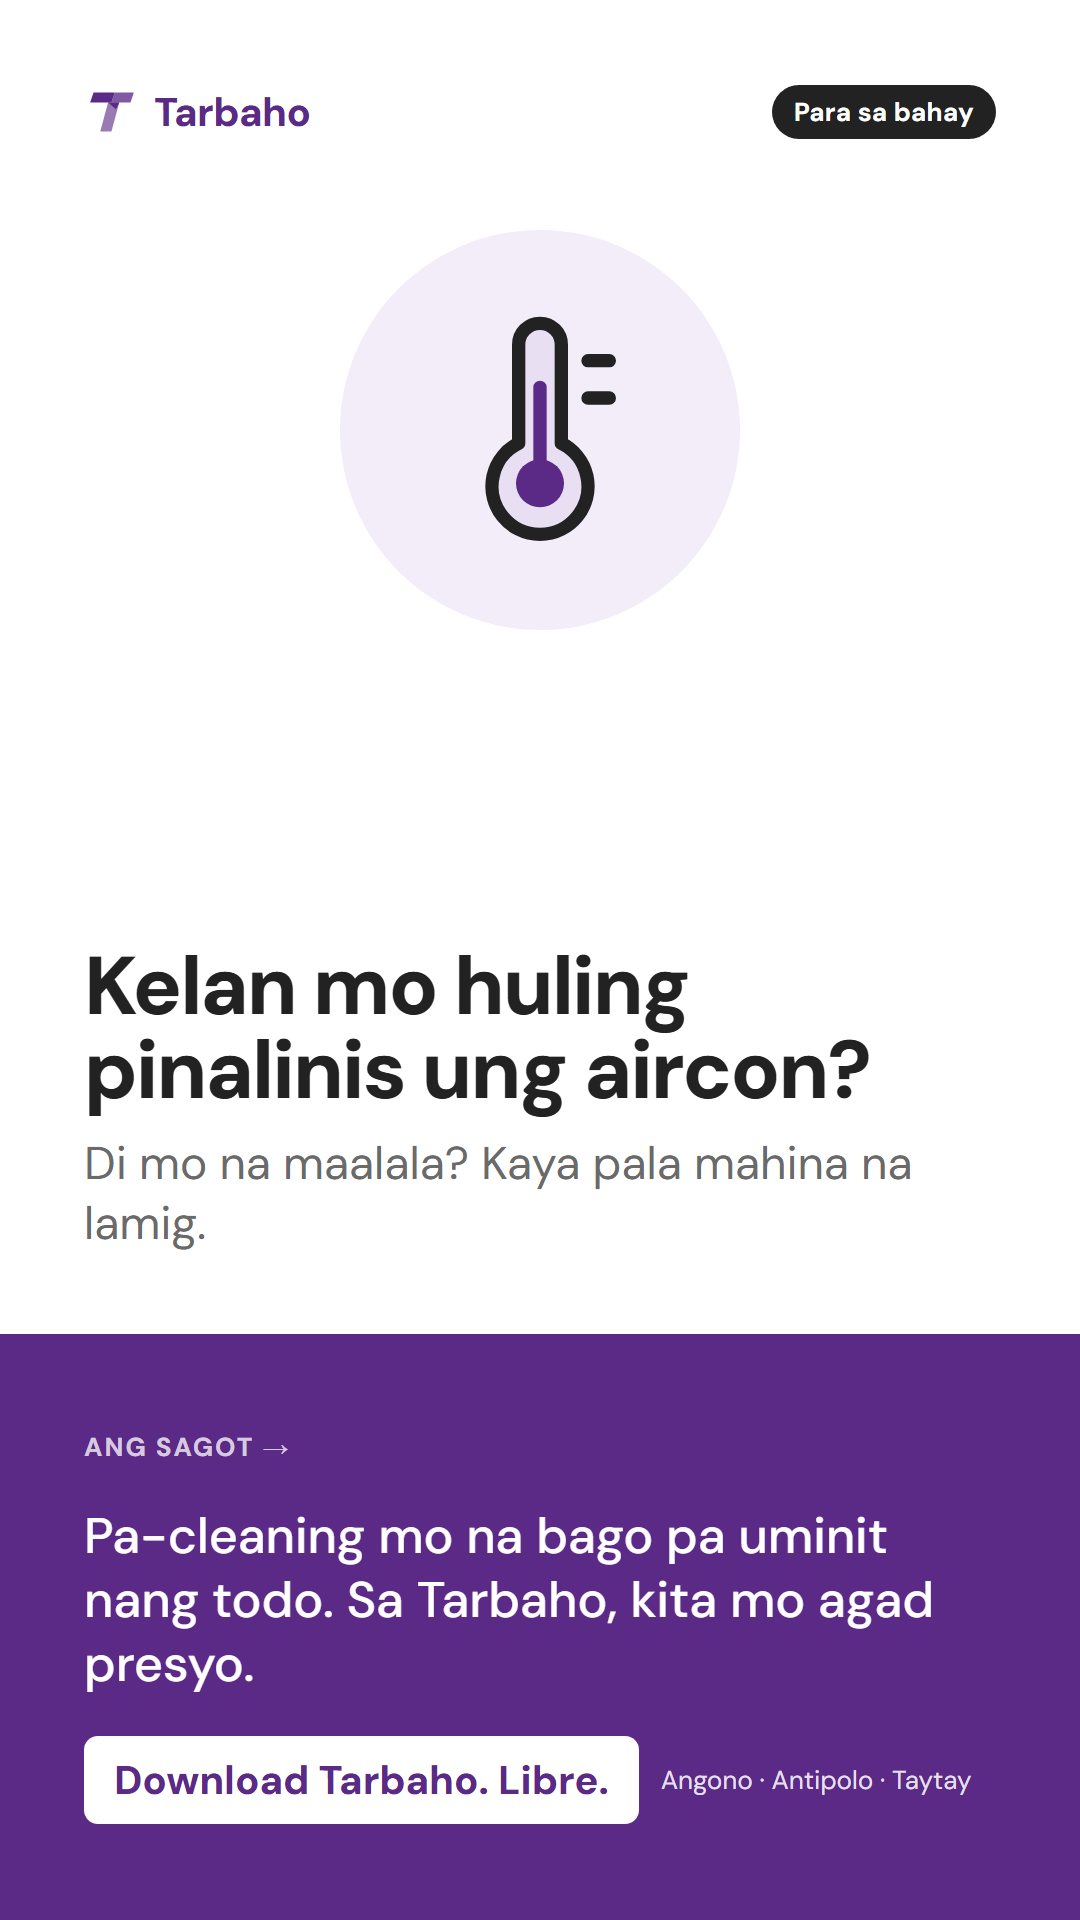 Tarbaho
Para sa bahay
Kelan mo huling
pinalinis ung aircon?
Di mo na maalala? Kaya pala mahina na
lamig.
ANG SAGOT →
Pa-cleaning mo na bago pa uminit
nang todo. Sa Tarbaho, kita mo agad
presyo.
Download Tarbaho. Libre.
Angono · Antipolo · Taytay